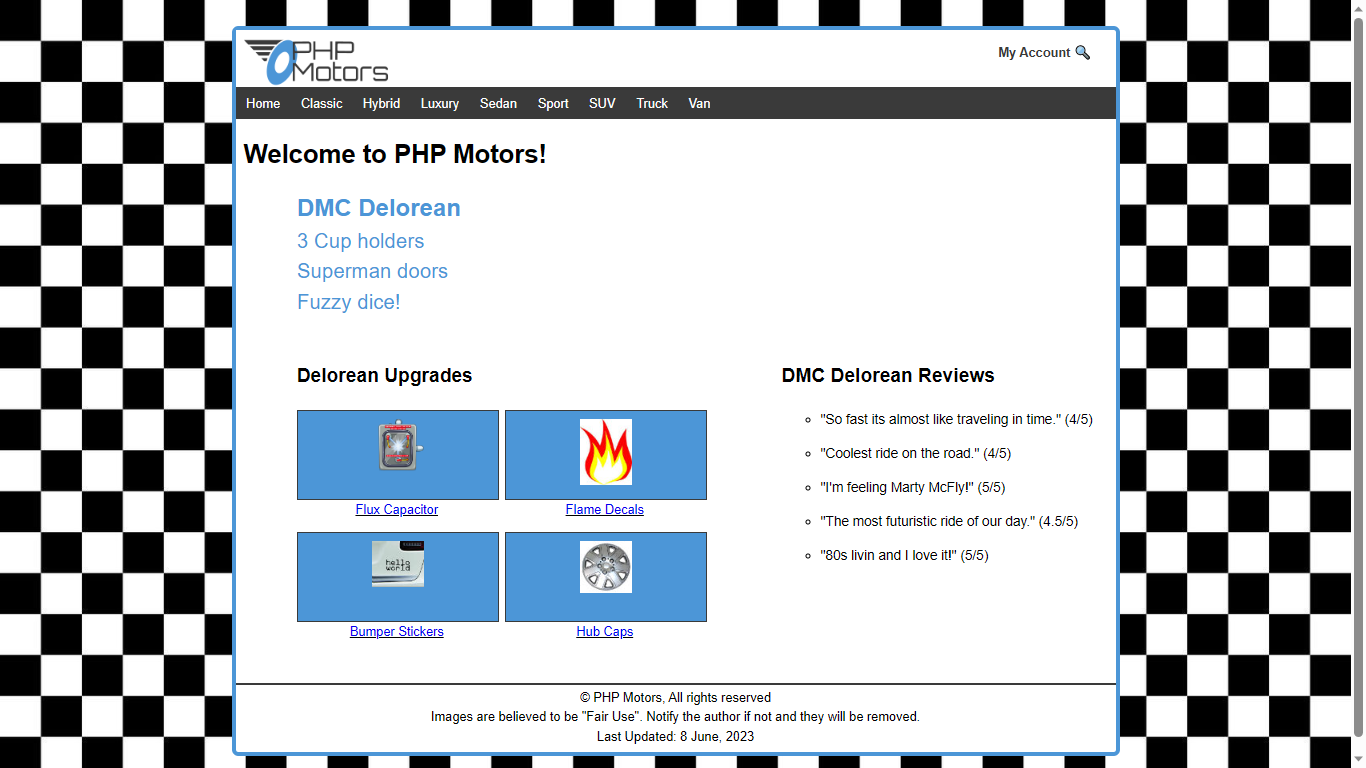 PHP
Motors
My Account
Home Classic Hybrid Luxury Sedan Sport SUV Truck Van
Welcome to PHP Motors!
DMC Delorean
3 Cup holders
Superman doors
Fuzzy dice!
Delorean Upgrades
Flux Capacitor
Flame Decals
hello
world
Bumper Stickers
Hub Caps
DMC Delorean Reviews
"So fast its almost like traveling in time." (4/5)
"Coolest ride on the road." (4/5)
"I'm feeling Marty McFly!" (5/5)
"The most futuristic ride of our day." (4.5/5)
"80s livin and I love it!" (5/5)
© PHP Motors, All rights reserved
Images are believed to be "Fair Use". Notify the author if not and they will be removed.
Last Updated: 8 June, 2023